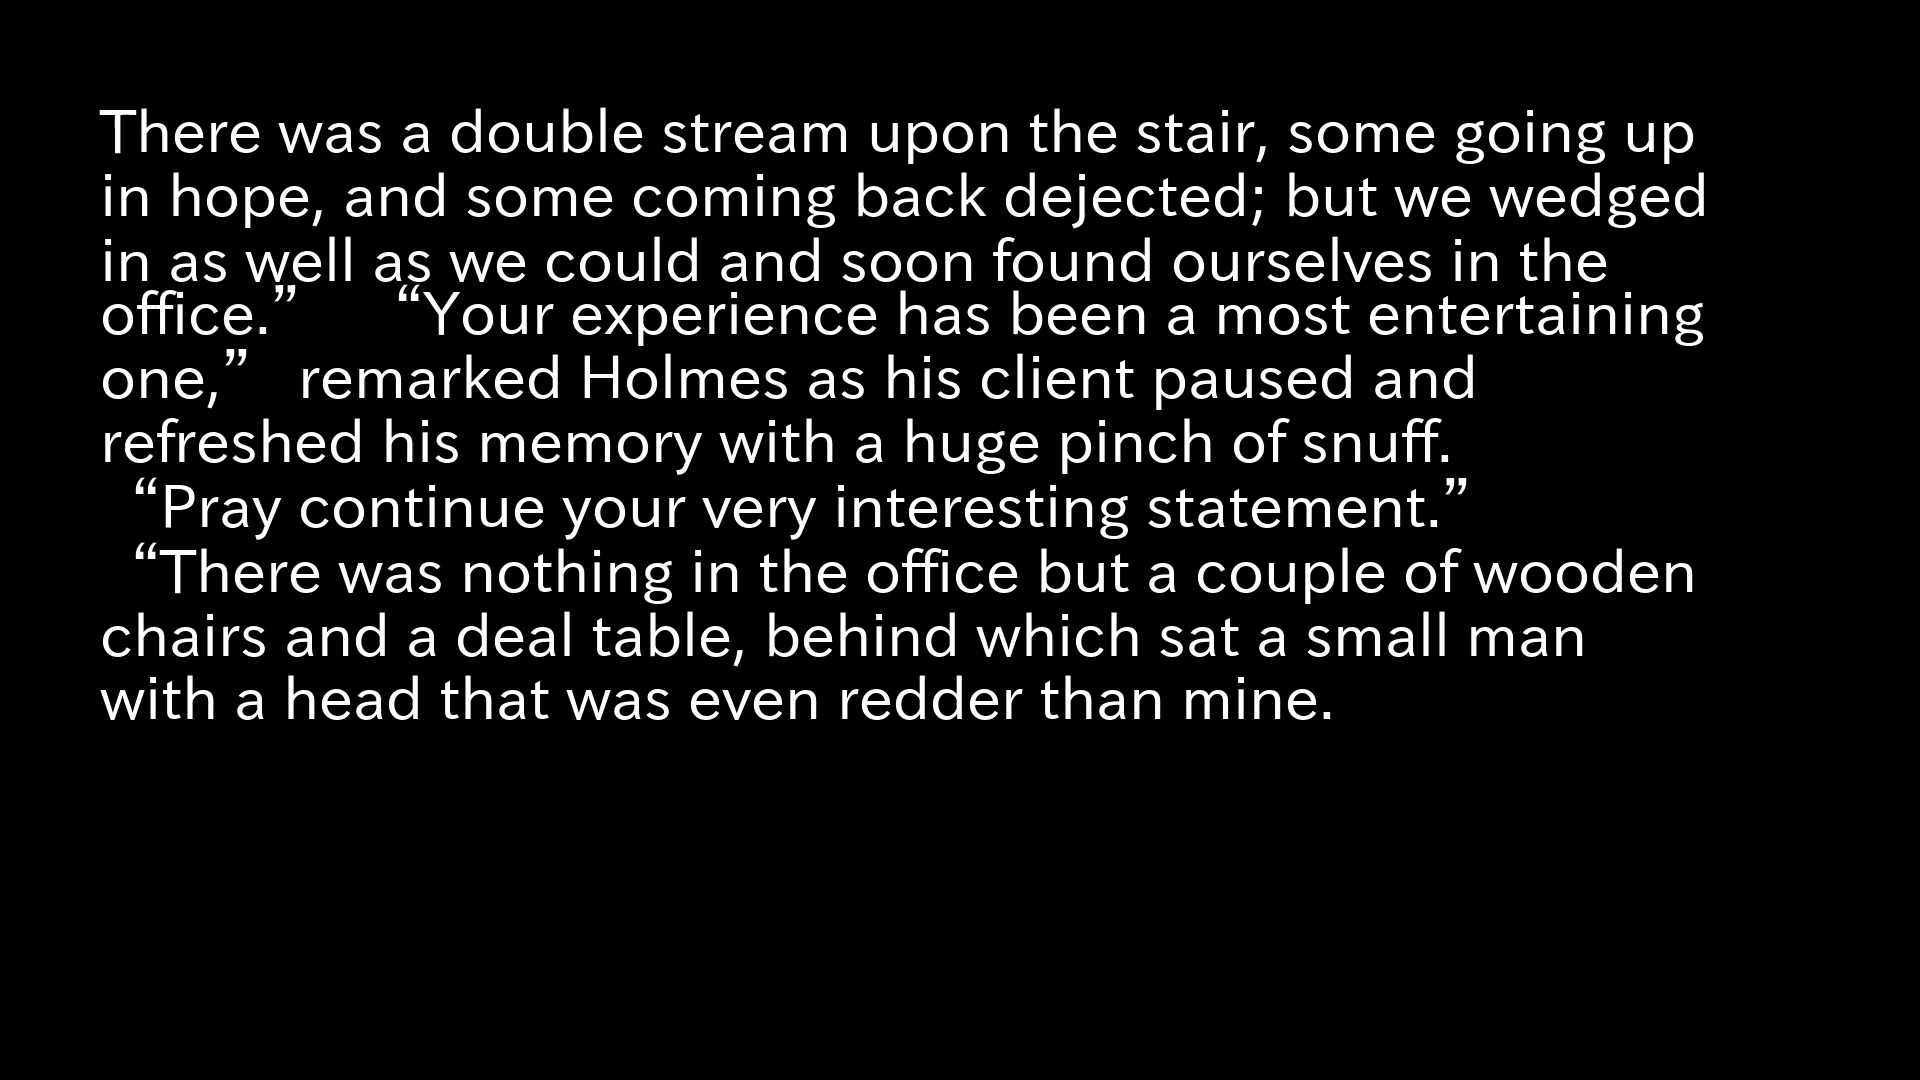 There was a double stream upon the stair, some going up
in hope, and some coming back dejected; but we wedged
in as well as we could and soon found ourselves in the
office.” “Your experience has been a most entertaining
one,” remarked Holmes as his client paused and
refreshed his memory with a huge pinch of snuff.
“Pray continue your very interesting statement.”
“There was nothing in the office but a couple of wooden
chairs and a deal table, behind which sat a small man
with a head that was even redder than mine.